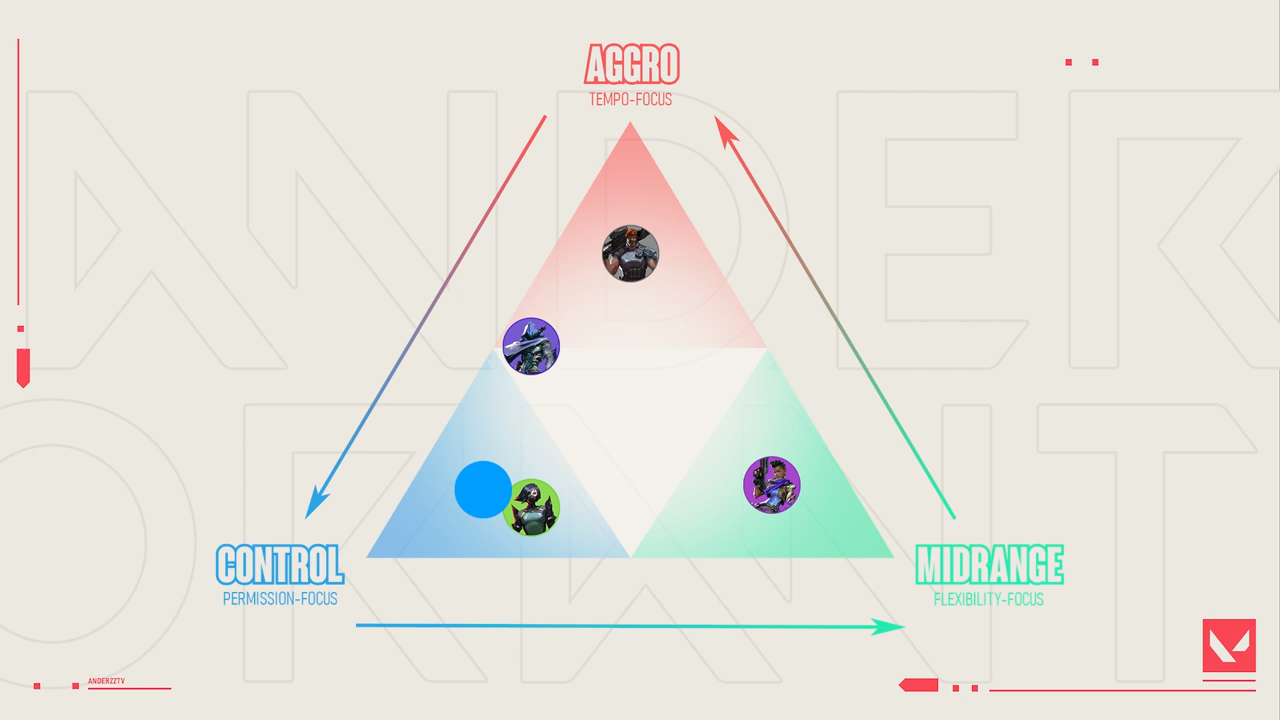 AGGRO
TEMPO-FOCUS
CONTROL
PERMISSION-FOCUS
MIDRANGE
FLEXIBILITY-FOCUS
ANDERZZTV